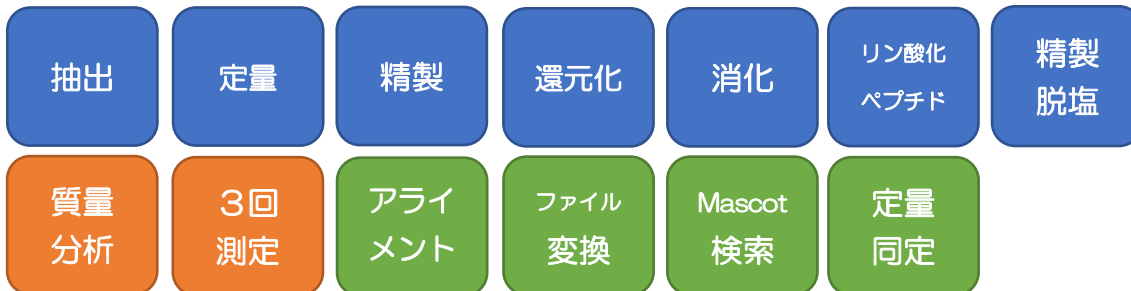 抽出
定量
精製
還元化
消化
リン酸化
ペプチド
精製
脱塩
質量
分析
３回
測定
アライ
メント
ファイル
変換
Mascot
検索
定量
同定